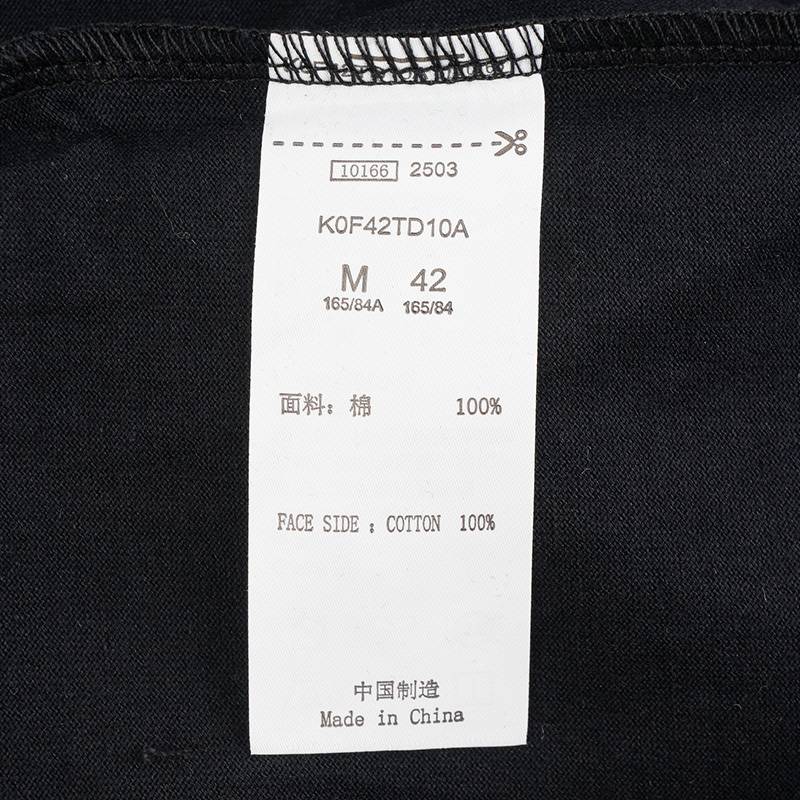 10166 2503
K0F42TD10A
M 42
165/84A 165/84
面料: 棉 100%
FACE SIDE : COTTON 100%
中国制造
Made in China